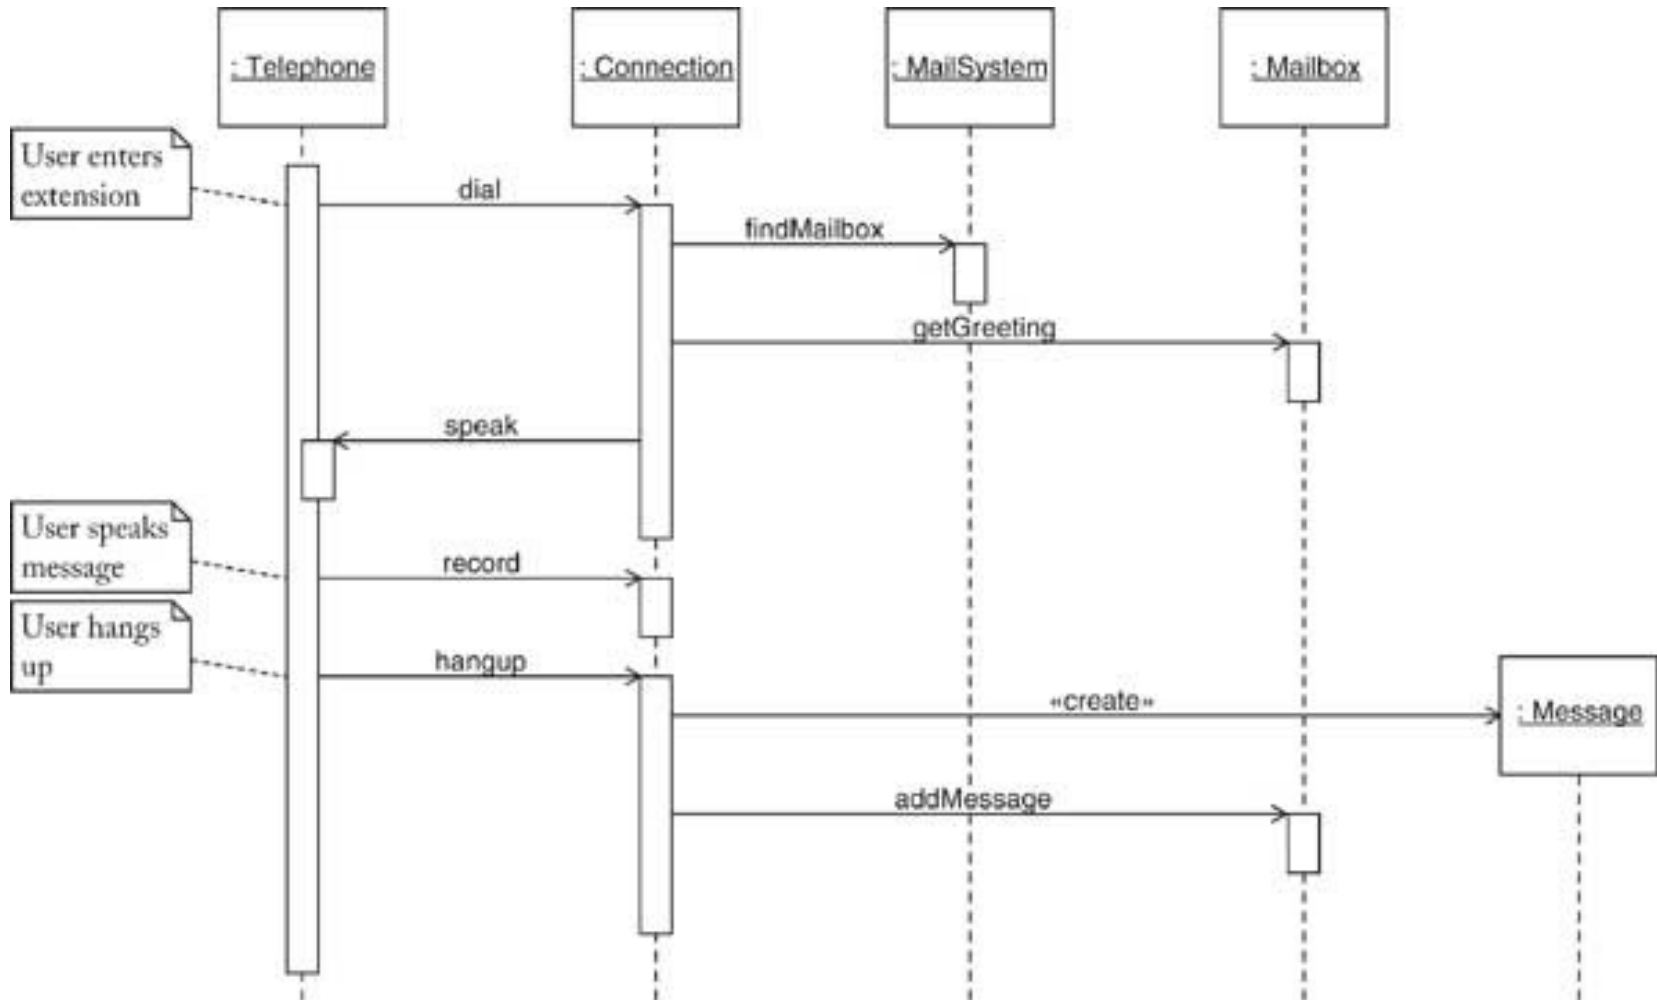 : Telephone
: Connection
: MailSystem
: Mailbox
User enters
extension
dial
findMailbox
getGreeting
speak
User speaks
message
record
User hangs
up
hangup
«create»
: Message
addMessage